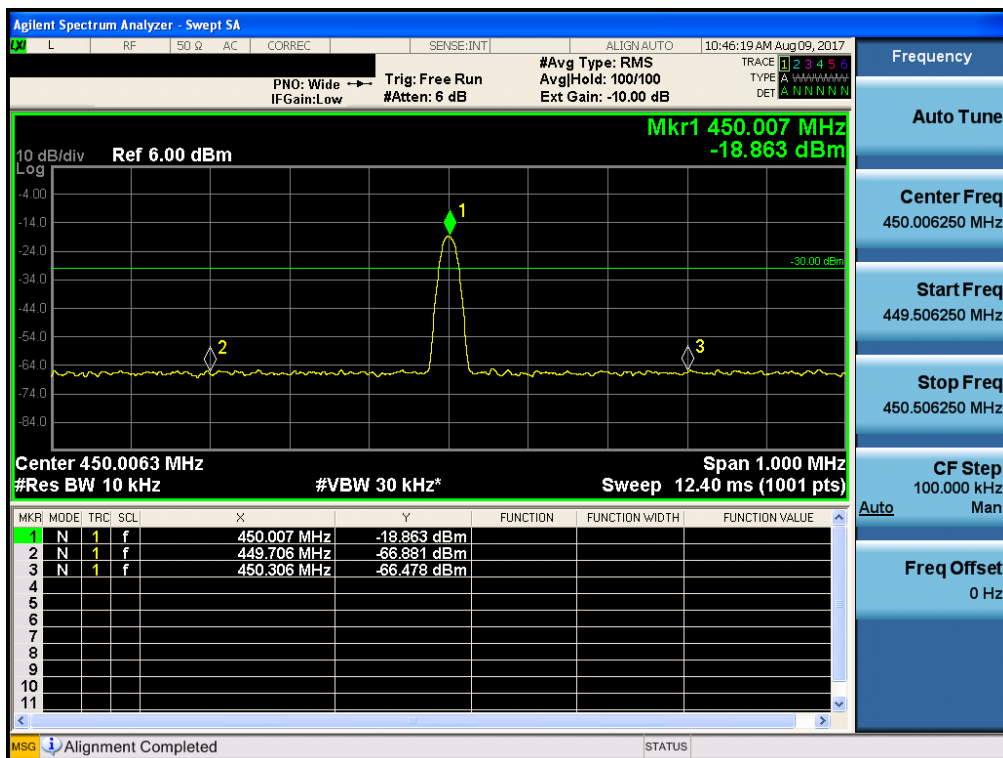 Agilent Spectrum Analyzer - Swept SA
LXI L RF 50 Ω AC CORREC SENSE:INT ALIGN AUTO 10:46:19 AM Aug 09, 2017
PNO: Wide
IFGain:Low
Trig: Free Run
#Atten: 6 dB
#Avg Type: RMS
Avg|Hold: 100/100
Ext Gain: -10.00 dB
TRACE 1 2 3 4 5 6
TYPE A WWWWW
DET A N N N N N
Mkr1 450.007 MHz
-18.863 dBm
10 dB/div Ref 6.00 dBm
Log
-4.00
-14.0
-24.0
-34.0
-44.0
-54.0
-64.0
-74.0
-84.0
1
-30.00 dBm
2
3
Center 450.0063 MHz Span 1.000 MHz
#Res BW 10 kHz #VBW 30 kHz* Sweep 12.40 ms (1001 pts)
MKR MODE TRC SCL X Y FUNCTION FUNCTION WIDTH FUNCTION VALUE
1 N 1 f 450.007 MHz -18.863 dBm
2 N 1 f 449.706 MHz -66.881 dBm
3 N 1 f 450.306 MHz -66.478 dBm
4
5
6
7
8
9
10
11
MSG Alignment Completed STATUS
Frequency
Auto Tune
Center Freq
450.006250 MHz
Start Freq
449.506250 MHz
Stop Freq
450.506250 MHz
CF Step
100.000 kHz
Auto Man
Freq Offset
0 Hz